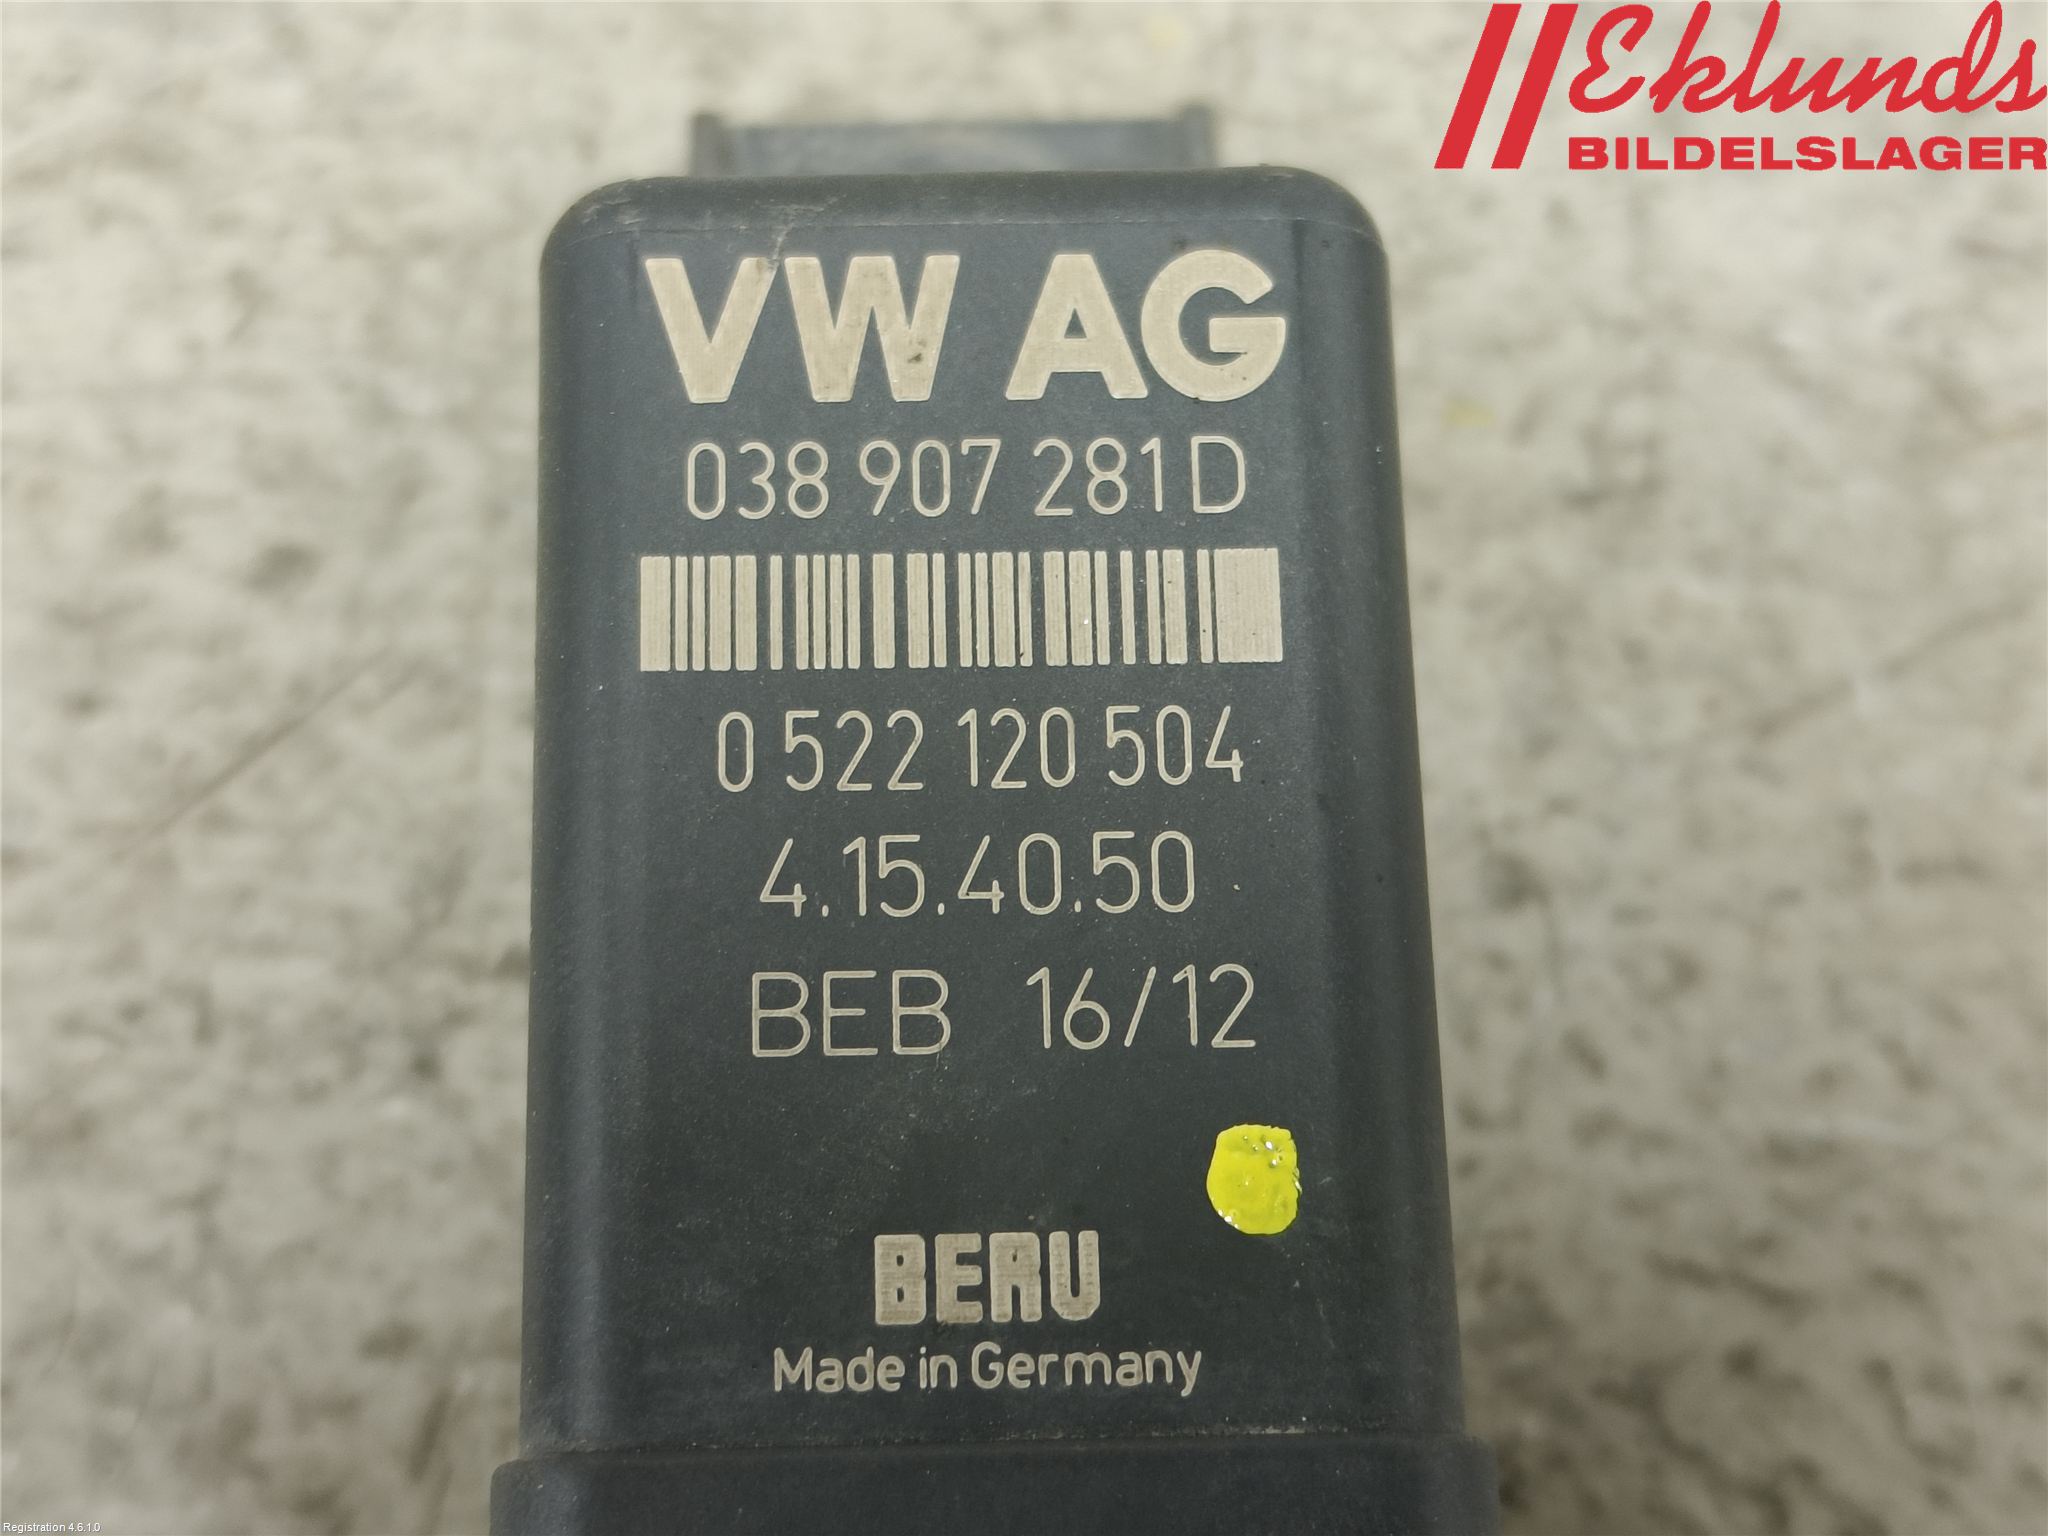 Eklunds
BILDELSLAGER
VW AG
038 907 281 D
0 522 120 504
4.15.40.50
BEB 16/12
BERU
Made in Germany
Registration 4.6.1.0